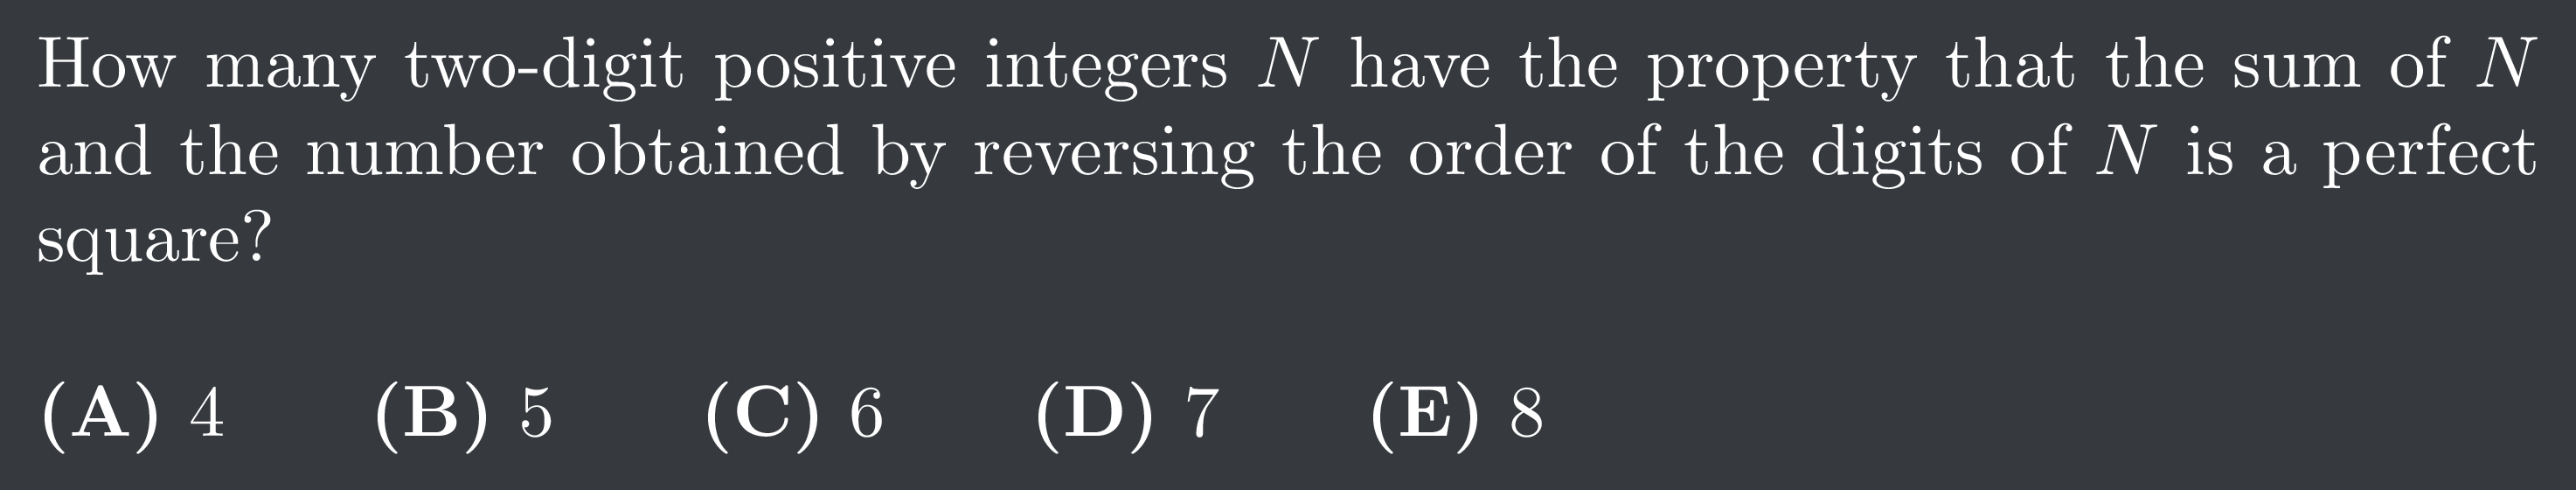 How many two-digit positive integers N have the property that the sum of N
and the number obtained by reversing the order of the digits of N is a perfect
square?
(A) 4 (B) 5 (C) 6 (D) 7 (E) 8